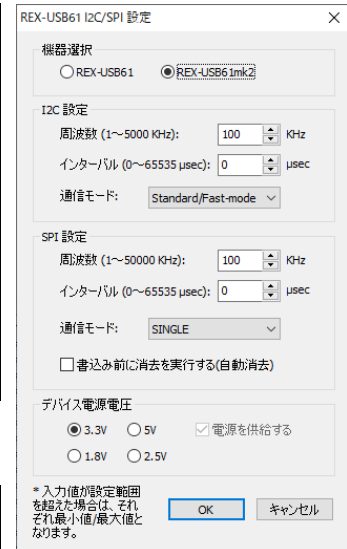 REX-USB61 I2C/SPI 設定
機器選択
REX-USB61 REX-USB61mk2
I2C 設定
周波数 (1～5000 KHz): 100 KHz
インターバル (0～65535 μsec): 0 μsec
通信モード: Standard/Fast-mode
SPI 設定
周波数 (1～50000 KHz): 100 KHz
インターバル (0～65535 μsec): 0 μsec
通信モード: SINGLE
書込み前に消去を実行する(自動消去)
デバイス電源電圧
3.3V 5V 電源を供給する
1.8V 2.5V
* 入力値が設定範囲
を超えた場合は、それ
ぞれ最小値/最大値と
なります。
OK キャンセル